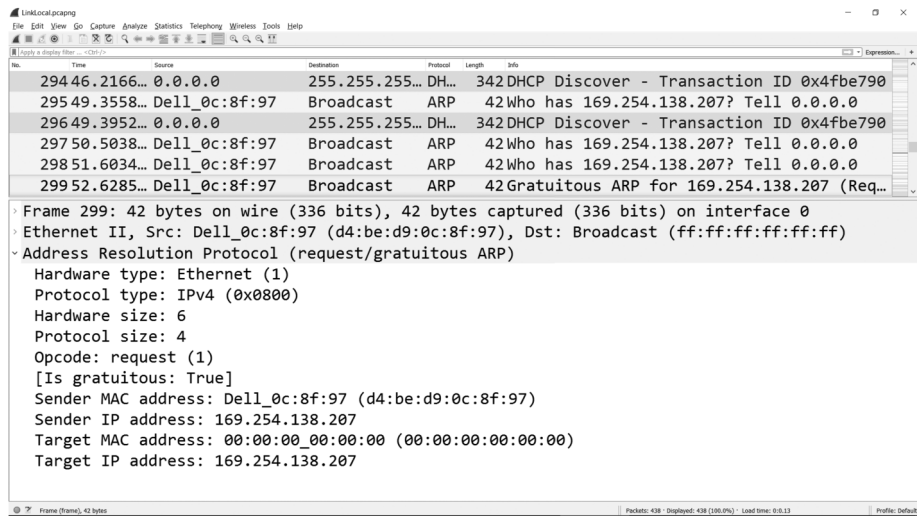 LinkLocal.pcapng
File Edit View Go Capture Analyze Statistics Telephony Wireless Tools Help
Apply a display filter ... <Ctrl-/> Expression... +
No. Time Source Destination Protocol Length Info
294 46.2166... 0.0.0.0 255.255.255... DH... 342 DHCP Discover - Transaction ID 0x4fbe790
295 49.3558... Dell_0c:8f:97 Broadcast ARP 42 Who has 169.254.138.207? Tell 0.0.0.0
296 49.3952... 0.0.0.0 255.255.255... DH... 342 DHCP Discover - Transaction ID 0x4fbe790
297 50.5038... Dell_0c:8f:97 Broadcast ARP 42 Who has 169.254.138.207? Tell 0.0.0.0
298 51.6034... Dell_0c:8f:97 Broadcast ARP 42 Who has 169.254.138.207? Tell 0.0.0.0
299 52.6285... Dell_0c:8f:97 Broadcast ARP 42 Gratuitous ARP for 169.254.138.207 (Req...
Frame 299: 42 bytes on wire (336 bits), 42 bytes captured (336 bits) on interface 0
Ethernet II, Src: Dell_0c:8f:97 (d4:be:d9:0c:8f:97), Dst: Broadcast (ff:ff:ff:ff:ff:ff)
Address Resolution Protocol (request/gratuitous ARP)
Hardware type: Ethernet (1)
Protocol type: IPv4 (0x0800)
Hardware size: 6
Protocol size: 4
Opcode: request (1)
[Is gratuitous: True]
Sender MAC address: Dell_0c:8f:97 (d4:be:d9:0c:8f:97)
Sender IP address: 169.254.138.207
Target MAC address: 00:00:00_00:00:00 (00:00:00:00:00:00)
Target IP address: 169.254.138.207
Frame (frame), 42 bytes Packets: 438 · Displayed: 438 (100.0%) · Load time: 0:0.13 Profile: Default